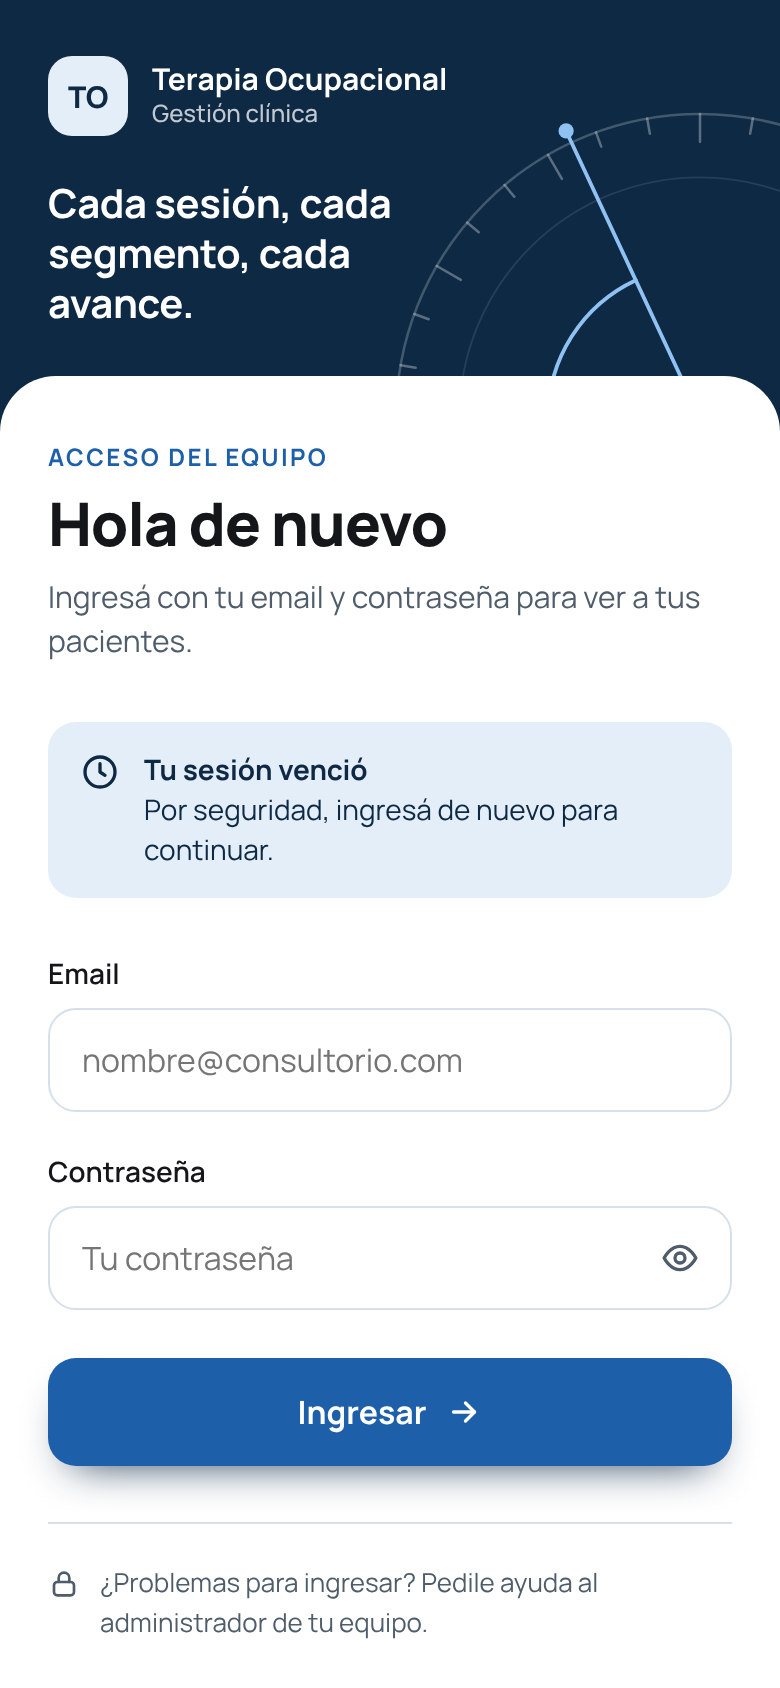 TO
Terapia Ocupacional
Gestión clínica
Cada sesión, cada
segmento, cada
avance.
ACCESO DEL EQUIPO
Hola de nuevo
Ingresá con tu email y contraseña para ver a tus
pacientes.
Tu sesión venció
Por seguridad, ingresá de nuevo para
continuar.
Email
nombre@consultorio.com
Contraseña
Tu contraseña
Ingresar →
¿Problemas para ingresar? Pedile ayuda al
administrador de tu equipo.